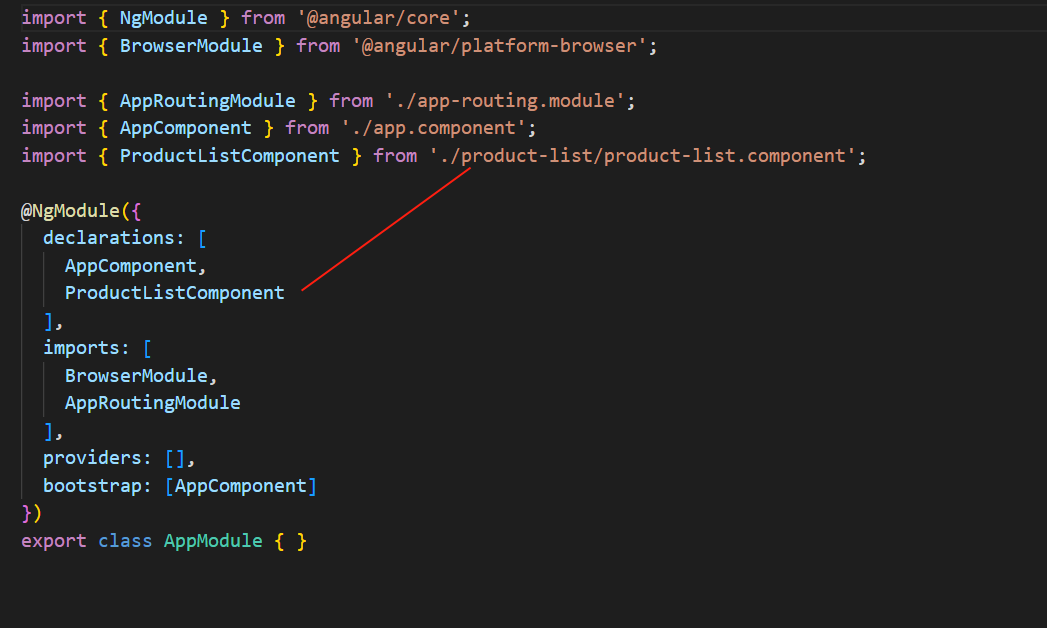 import { NgModule } from '@angular/core';
import { BrowserModule } from '@angular/platform-browser';
import { AppRoutingModule } from './app-routing.module';
import { AppComponent } from './app.component';
import { ProductListComponent } from './product-list/product-list.component';
@NgModule({
declarations: [
AppComponent,
ProductListComponent
],
imports: [
BrowserModule,
AppRoutingModule
],
providers: [],
bootstrap: [AppComponent]
})
export class AppModule { }